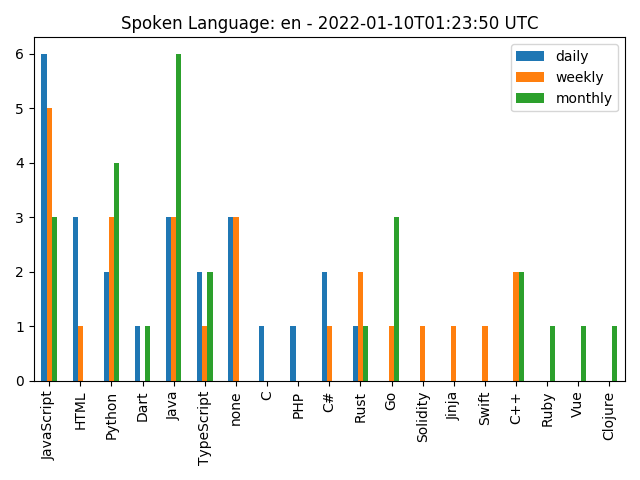 Spoken Language: en - 2022-01-10T01:23:50 UTC
daily
weekly
monthly
6
5
4
3
2
1
0
JavaScript
HTML
Python
Dart
Java
TypeScript
none
C
PHP
C#
Rust
Go
Solidity
Jinja
Swift
C++
Ruby
Vue
Clojure